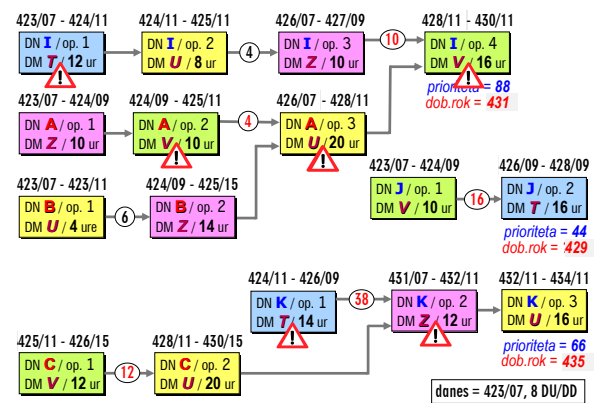 423/07 - 424/11 424/11 - 425/11 426/07 - 427/09 428/11 - 430/11
DN I / op. 1 DN I / op. 2 DN I / op. 3 DN I / op. 4
DM T / 12 ur DM U / 8 ur 4 DM Z / 10 ur 10 DM V / 16 ur
! !
prioriteta = 88
dob.rok = 431
423/07 - 424/09 424/09 - 425/11 426/07 - 428/11
DN A / op. 1 DN A / op. 2 4 DN A / op. 3
DM Z / 10 ur DM V / 10 ur DM U / 20 ur
! !
423/07 - 423/11 424/09 - 425/15 423/07 - 424/09 426/09 - 428/09
DN B / op. 1 DN B / op. 2 DN J / op. 1 DN J / op. 2
DM U / 4 ure 6 DM Z / 14 ur DM V / 10 ur 16 DM T / 16 ur
prioriteta = 44
dob.rok = 429
424/11 - 426/09 431/07 - 432/11 432/11 - 434/11
DN K / op. 1 38 DN K / op. 2 DN K / op. 3
DM T / 14 ur DM Z / 12 ur DM U / 16 ur
! !
prioriteta = 66
dob.rok = 435
425/11 - 426/15 428/11 - 430/15
DN C / op. 1 DN C / op. 2
DM V / 12 ur 12 DM U / 20 ur
danes = 423/07, 8 DU/DD